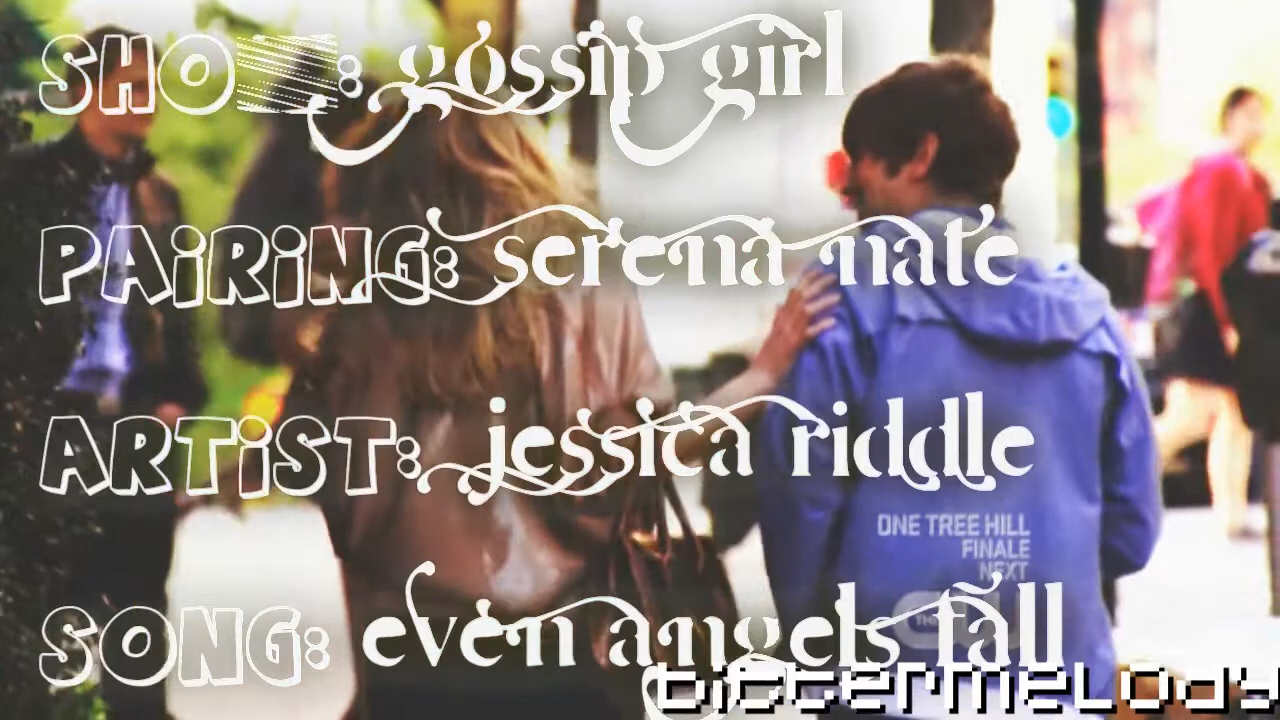 SHO : gossip girl
PAiRiNG: serena nate
ARTiST: jessica riddle
ONE TREE HILL
FINALE
NEXT
SONG: even angels fall
THE
bittermelody